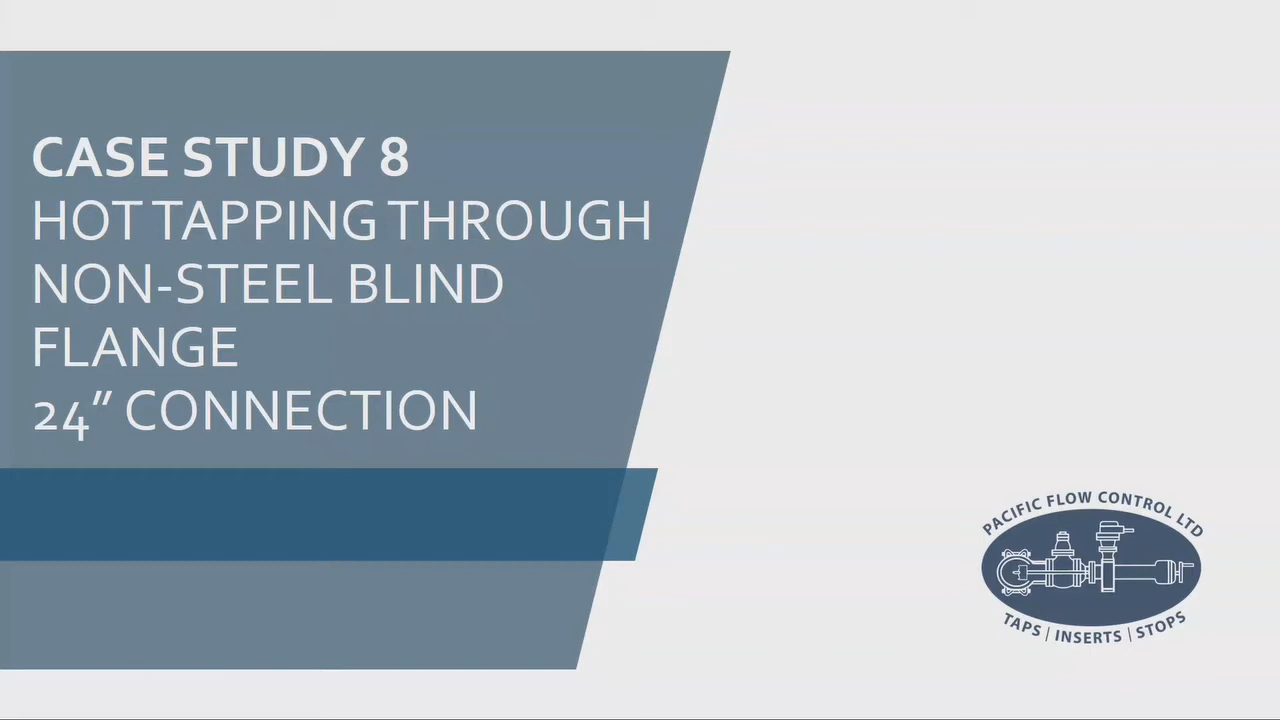 CASE STUDY 8
HOT TAPPING THROUGH
NON-STEEL BLIND
FLANGE
24” CONNECTION
PACIFIC FLOW CONTROL LTD
TAPS | INSERTS | STOPS